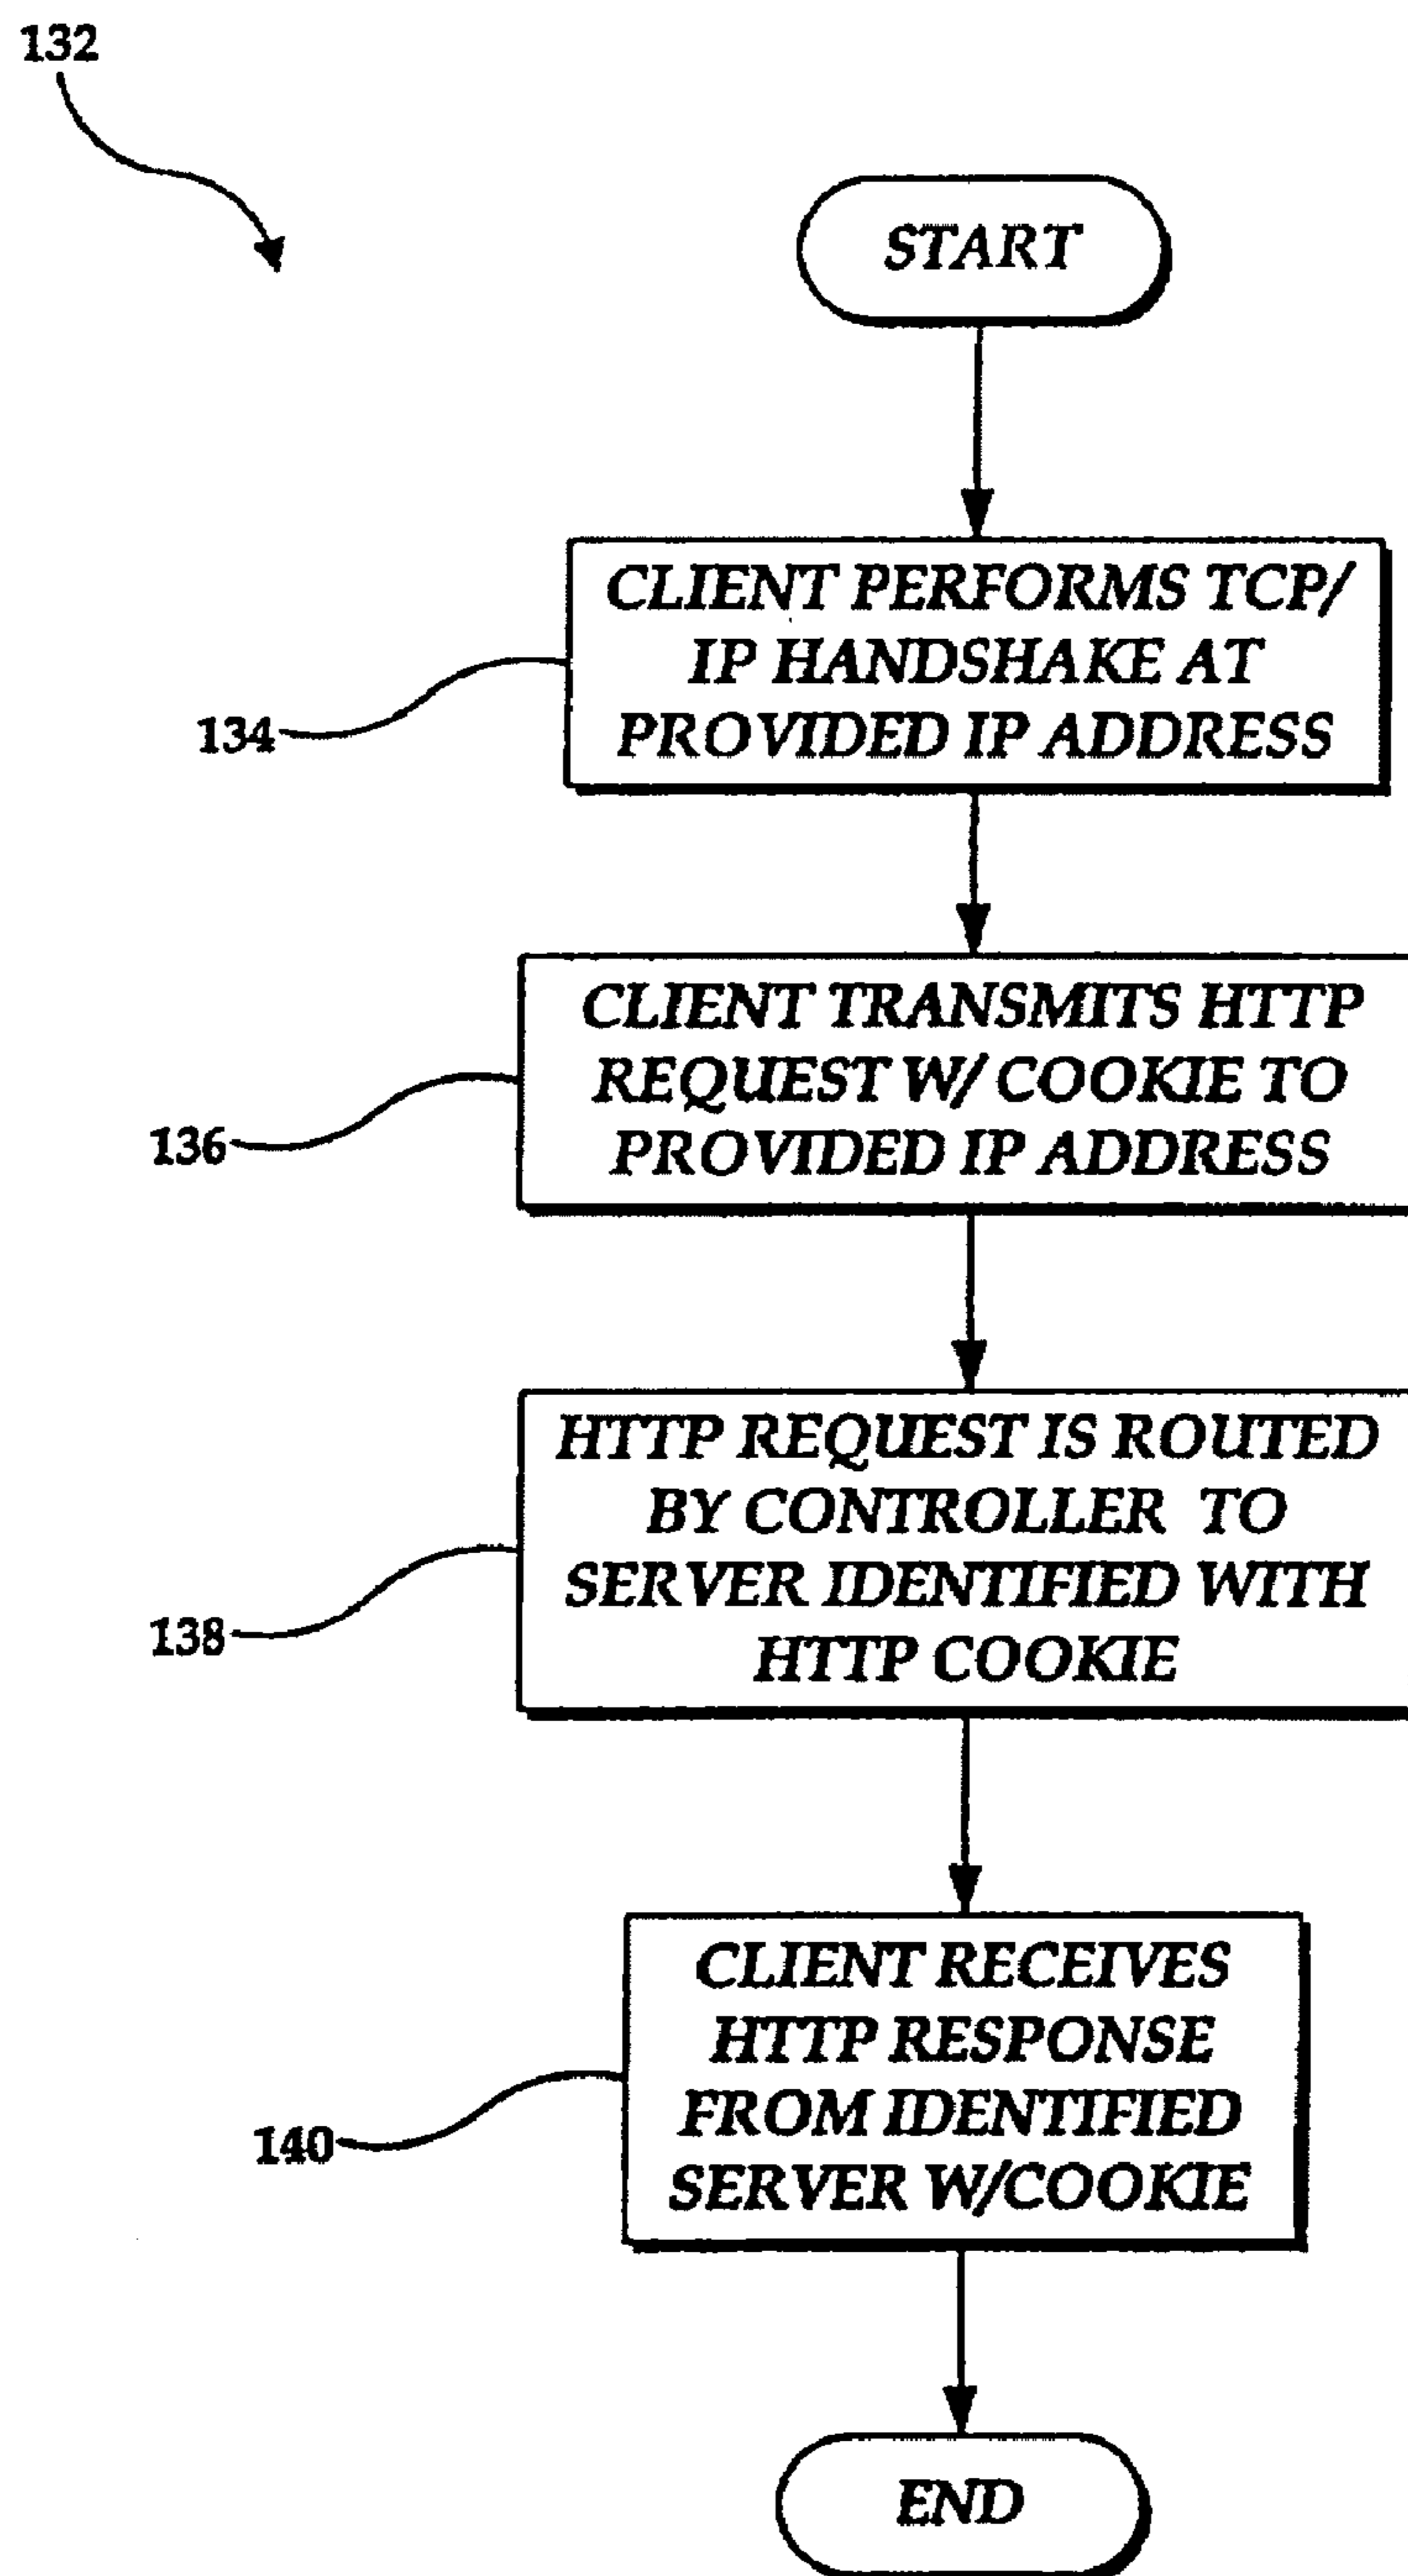 132
START
CLIENT PERFORMS TCP/
IP HANDSHAKE AT
PROVIDED IP ADDRESS
134
CLIENT TRANSMITS HTTP
REQUEST W/ COOKIE TO
PROVIDED IP ADDRESS
136
HTTP REQUEST IS ROUTED
BY CONTROLLER TO
SERVER IDENTIFIED WITH
HTTP COOKIE
138
CLIENT RECEIVES
HTTP RESPONSE
FROM IDENTIFIED
SERVER W/COOKIE
140
END